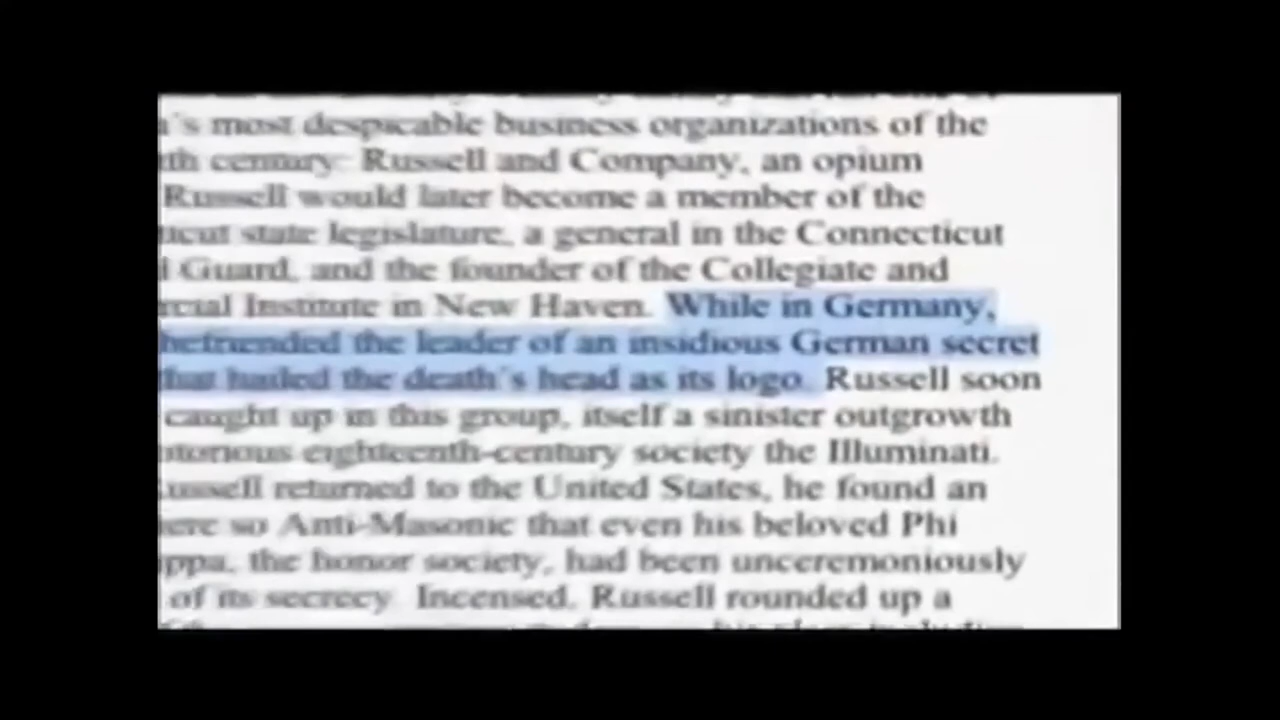 's most despicable business organizations of the
th century: Russell and Company, an opium
Russell would later become a member of the
icut state legislature, a general in the Connecticut
l Guard, and the founder of the Collegiate and
rcial Institute in New Haven. While in Germany,
befriended the leader of an insidious German secret
that hailed the death's head as its logo. Russell soon
caught up in this group, itself a sinister outgrowth
otorious eighteenth-century society the Illuminati.
Russell returned to the United States, he found an
ere so Anti-Masonic that even his beloved Phi
ppa, the honor society, had been unceremoniously
of its secrecy. Incensed, Russell rounded up a